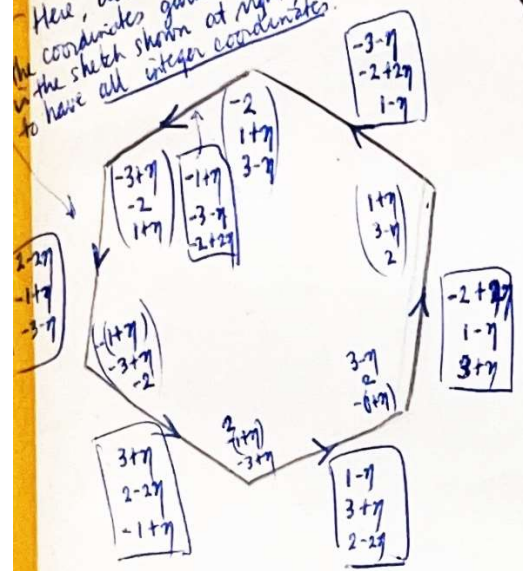 Here,
the coordinates
in the sketch shown at
to have all integer coordinates.
-3-η
-2+2η
1-η
-2
1+η
3-η
-3+η
-2
1+η
-1+η
-3-η
-2+2η
1+η
3-η
2
2-2η
-1+η
-3-η
-(1+η)
-3+η
-2
-2+2η
1-η
3+η
3-η
2
-(1+η)
2
-(1+η)
-3+η
3+η
2-2η
-1+η
1-η
3+η
2-2η